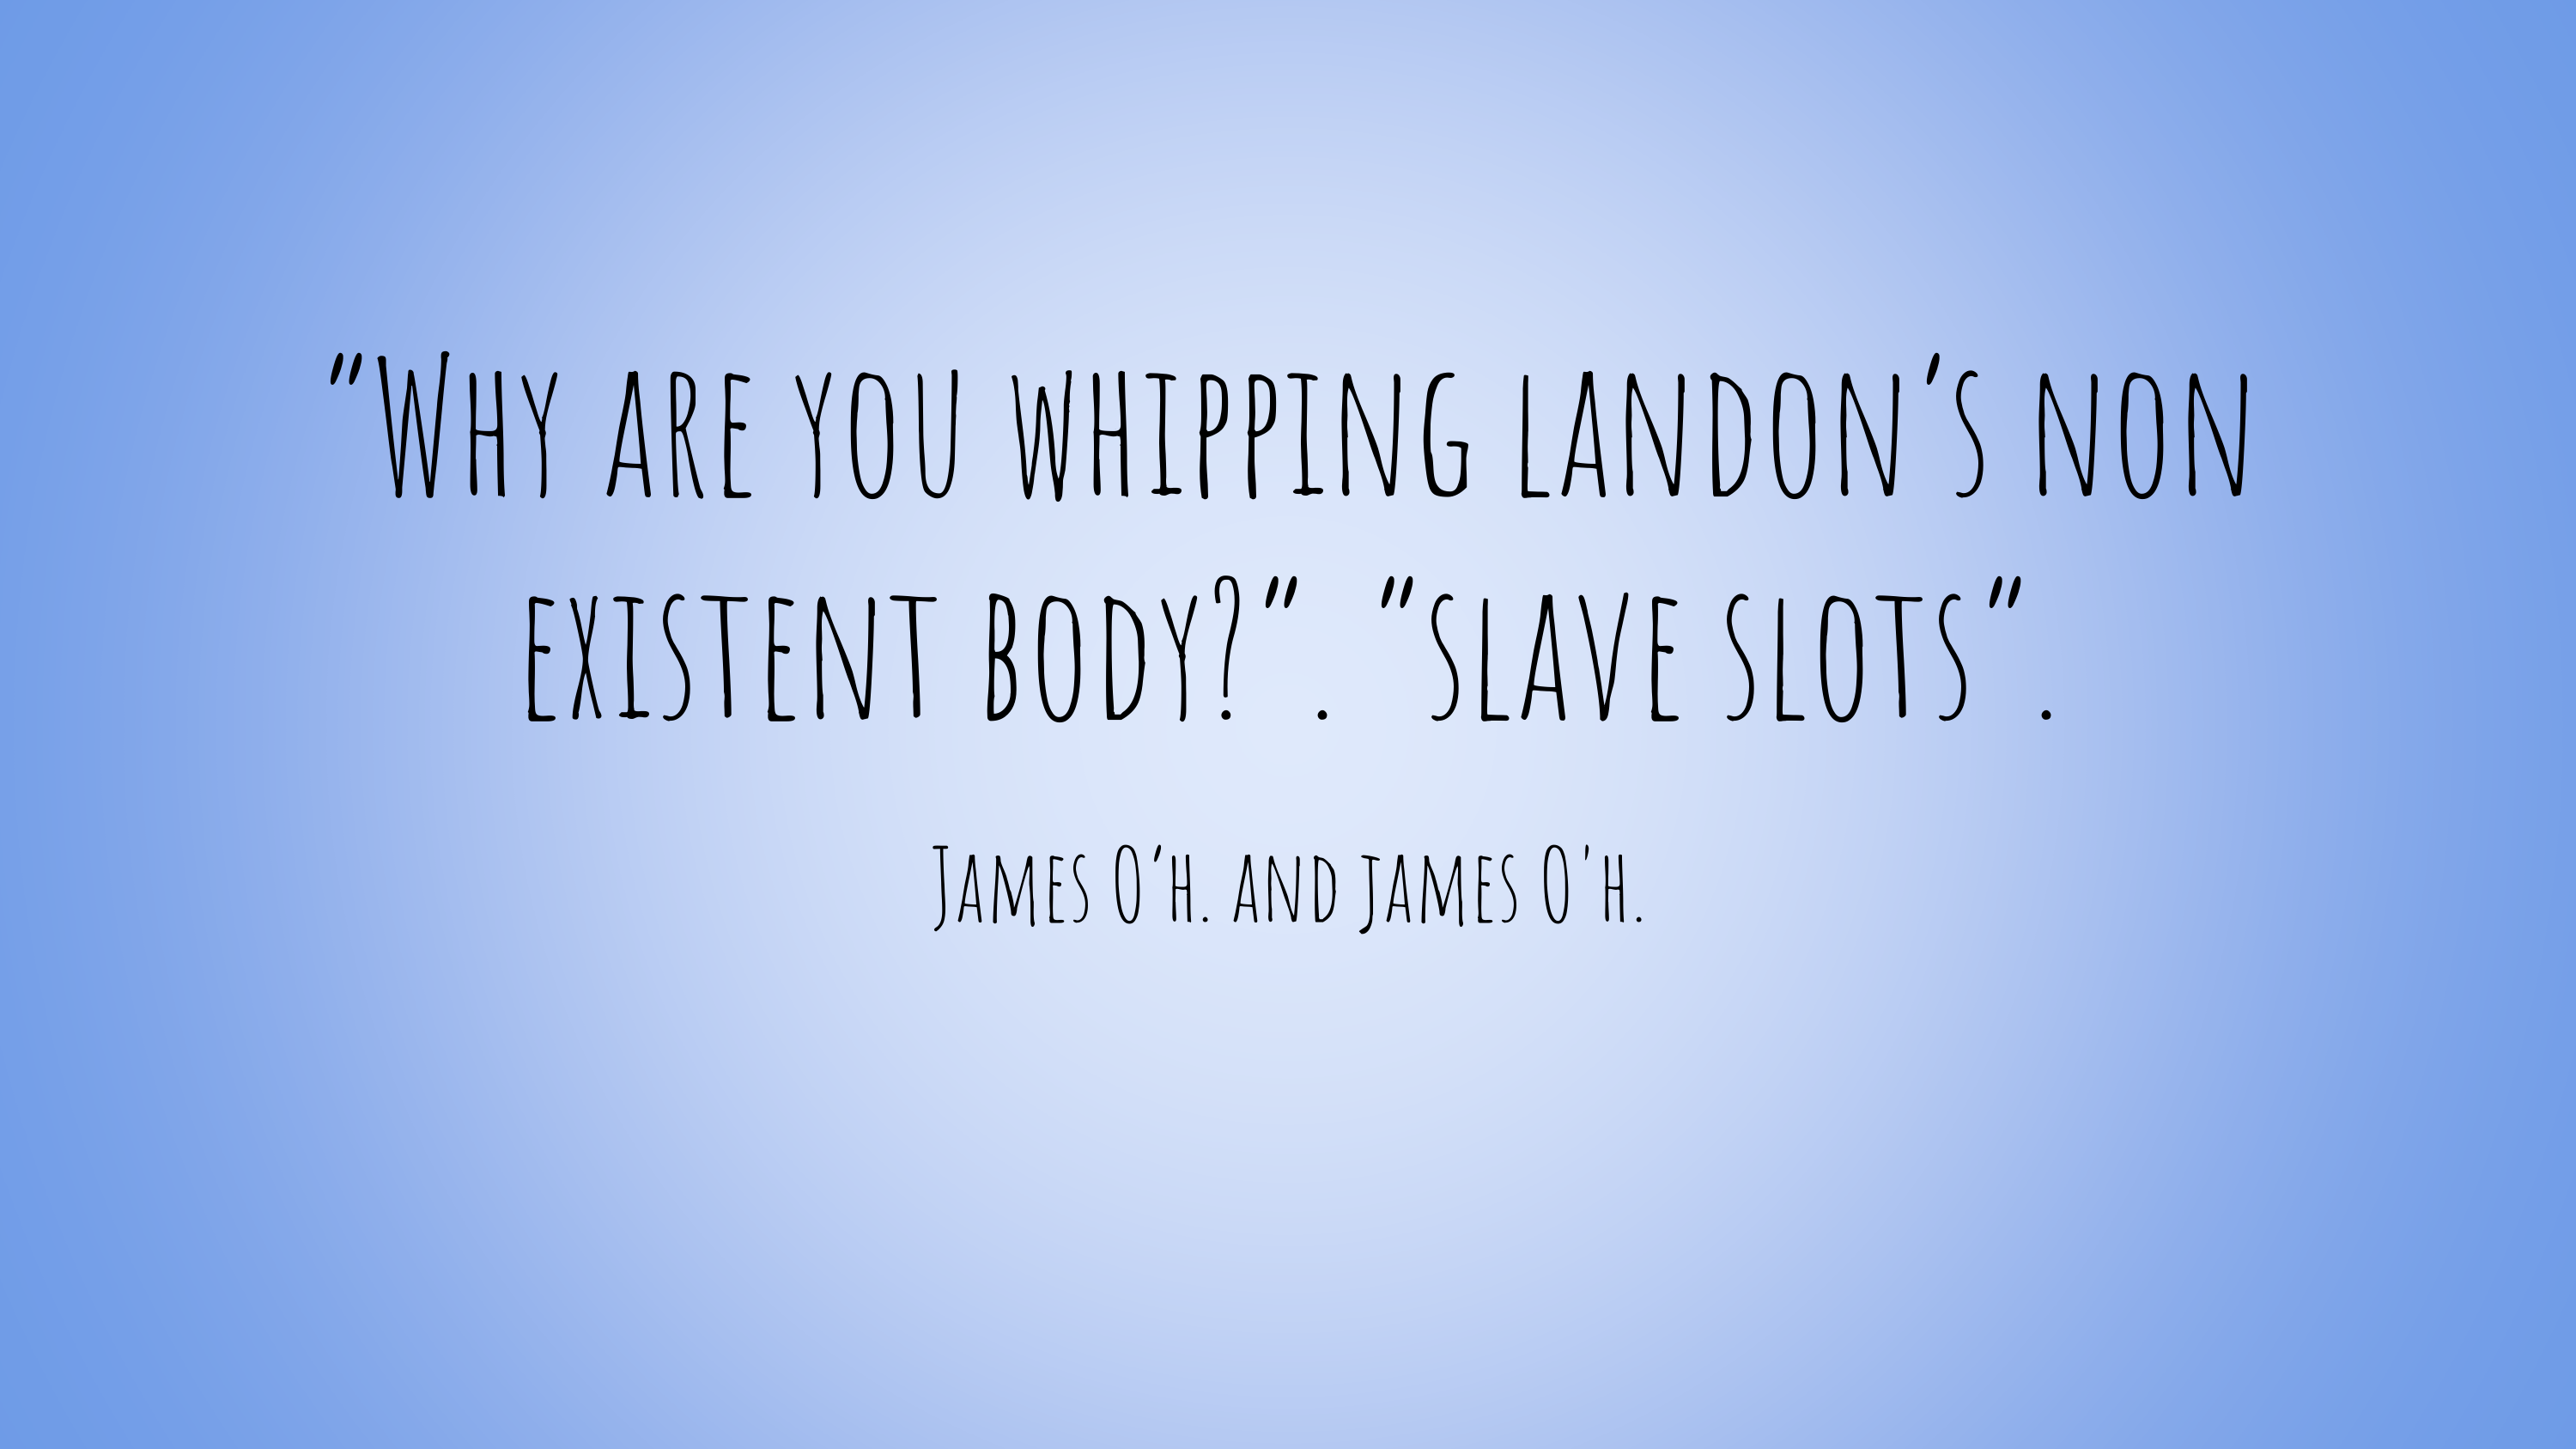 “Why are you whipping landon’s non
existent body?”. “slave slots”.
James O’h. and james O'h.